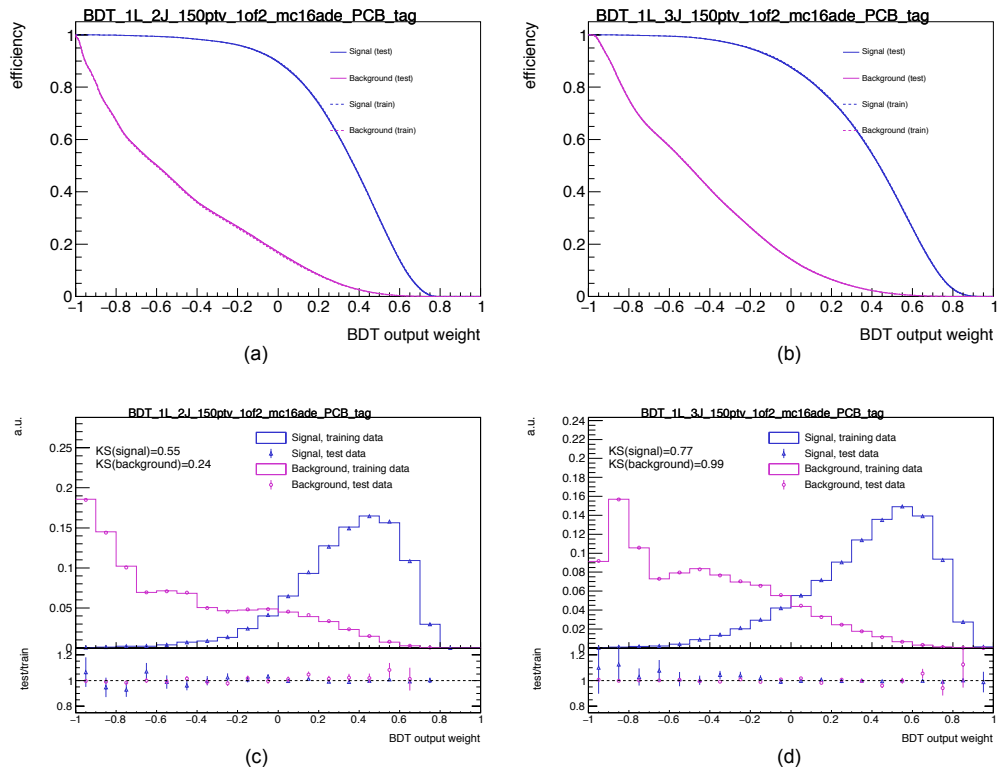 BDT_1L_2J_150ptv_1of2_mc16ade_PCB_tag
efficiency
1
0.8
0.6
0.4
0.2
0
Signal (test)
Background (test)
Signal (train)
Background (train)
−1 −0.8 −0.6 −0.4 −0.2 0 0.2 0.4 0.6 0.8 1
BDT output weight
(a)
BDT_1L_3J_150ptv_1of2_mc16ade_PCB_tag
efficiency
1
0.8
0.6
0.4
0.2
0
Signal (test)
Background (test)
Signal (train)
Background (train)
−1 −0.8 −0.6 −0.4 −0.2 0 0.2 0.4 0.6 0.8 1
BDT output weight
(b)
BDT_1L_2J_150ptv_1of2_mc16ade_PCB_tag
a.u.
0.25
0.2
0.15
0.1
0.05
0
KS(signal)=0.55
KS(background)=0.24
Signal, training data
Signal, test data
Background, training data
Background, test data
test/train
1.2
1
0.8
−1 −0.8 −0.6 −0.4 −0.2 0 0.2 0.4 0.6 0.8 1
BDT output weight
(c)
BDT_1L_3J_150ptv_1of2_mc16ade_PCB_tag
a.u.
0.24
0.22
0.2
0.18
0.16
0.14
0.12
0.1
0.08
0.06
0.04
0.02
KS(signal)=0.77
KS(background)=0.99
Signal, training data
Signal, test data
Background, training data
Background, test data
test/train
1.2
1
0.8
−1 −0.8 −0.6 −0.4 −0.2 0 0.2 0.4 0.6 0.8 1
BDT output weight
(d)